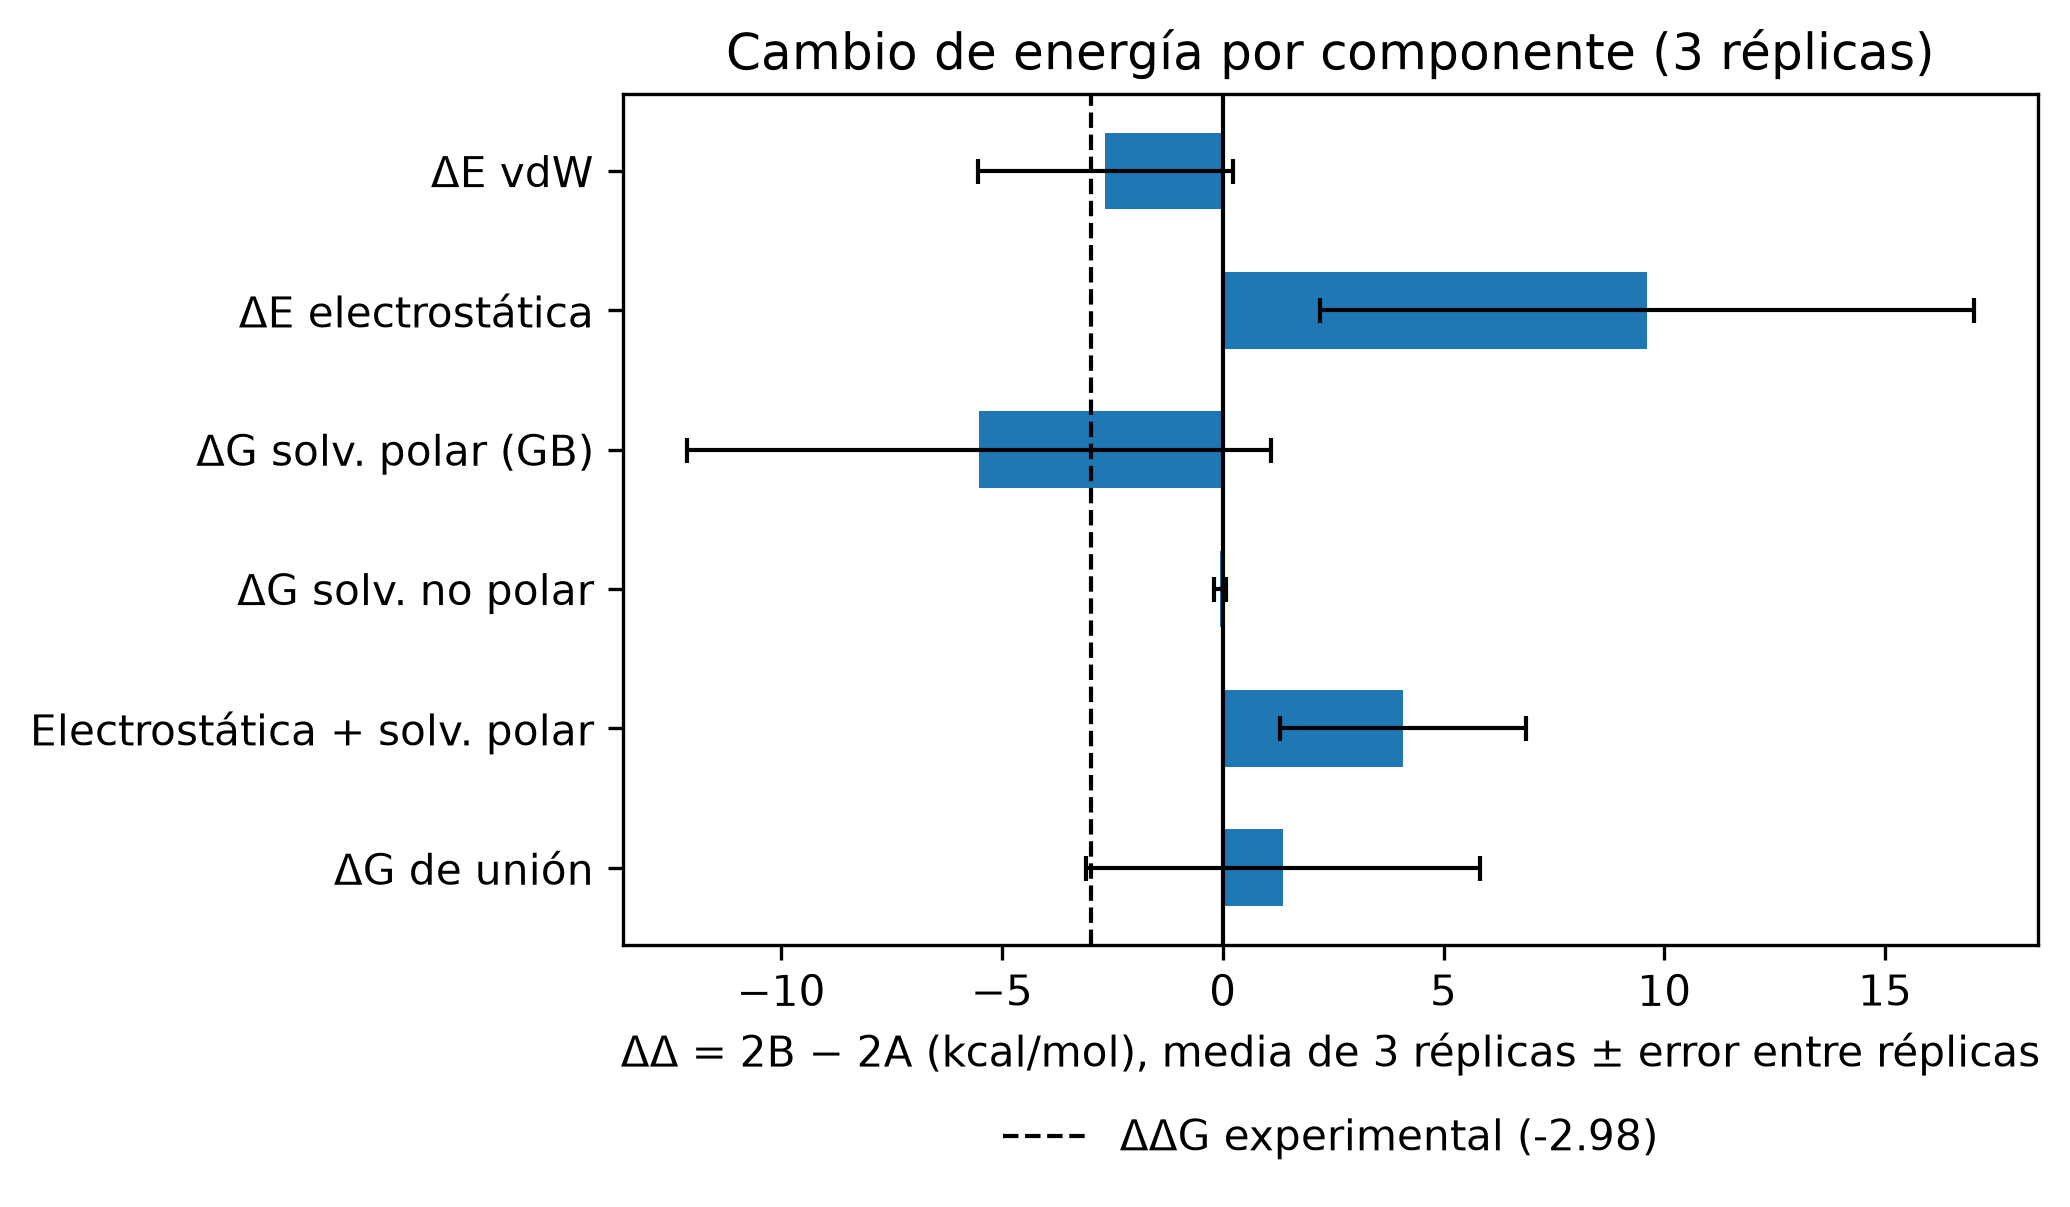 Cambio de energía por componente (3 réplicas)
ΔE vdW
ΔE electrostática
ΔG solv. polar (GB)
ΔG solv. no polar
Electrostática + solv. polar
ΔG de unión
−10 −5 0 5 10 15
ΔΔ = 2B − 2A (kcal/mol), media de 3 réplicas ± error entre réplicas
ΔΔG experimental (-2.98)